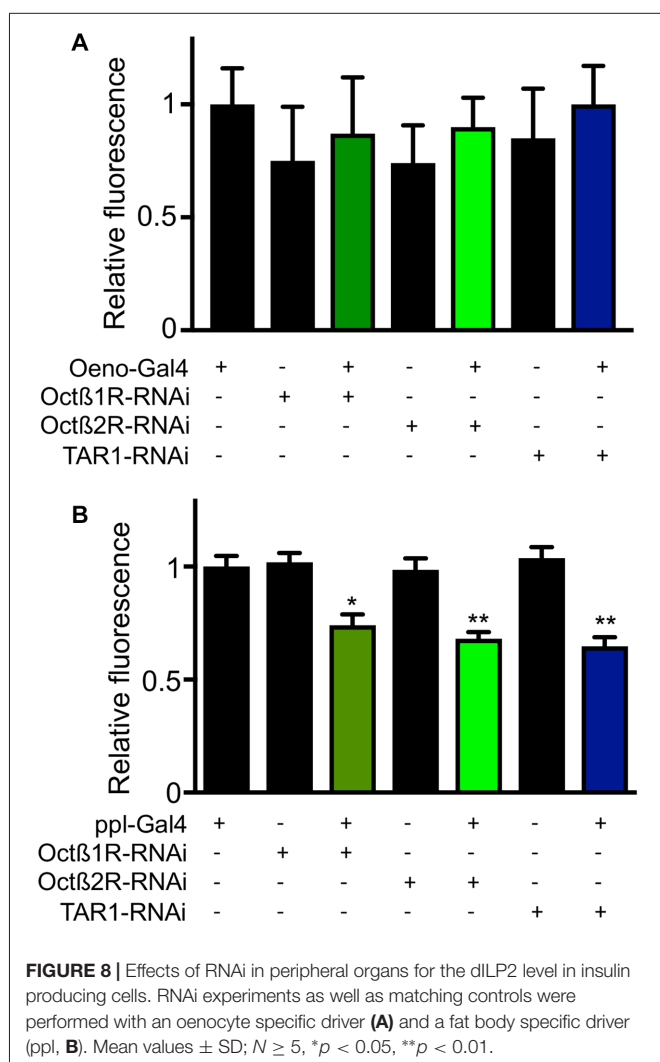 A
Relative fluorescence
1
0.5
0
Oeno-Gal4 + - + - + - +
Octß1R-RNAi - + + - - - -
Octß2R-RNAi - - - + + - -
TAR1-RNAi - - - - - + +
B
Relative fluorescence
1
0.5
0
* ** **
ppl-Gal4 + - + - + - +
Octß1R-RNAi - + + - - - -
Octß2R-RNAi - - - + + - -
TAR1-RNAi - - - - - + +
FIGURE 8 | Effects of RNAi in peripheral organs for the dILP2 level in insulin
producing cells. RNAi experiments as well as matching controls were
performed with an oenocyte specific driver (A) and a fat body specific driver
(ppl, B). Mean values ± SD; N ≥ 5, *p < 0.05, **p < 0.01.